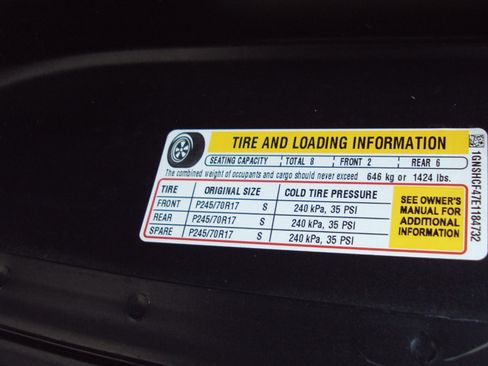 TIRE AND LOADING INFORMATION
SEATING CAPACITY TOTAL 8 FRONT 2 REAR 6
The combined weight of occupants and cargo should never exceed 646 kg or 1424 lbs.
TIRE ORIGINAL SIZE COLD TIRE PRESSURE
FRONT P245/70R17 S 240 kPa, 35 PSI
REAR P245/70R17 S 240 kPa, 35 PSI
SPARE P245/70R17 S 240 kPa, 35 PSI
SEE OWNER'S
MANUAL FOR
ADDITIONAL
INFORMATION